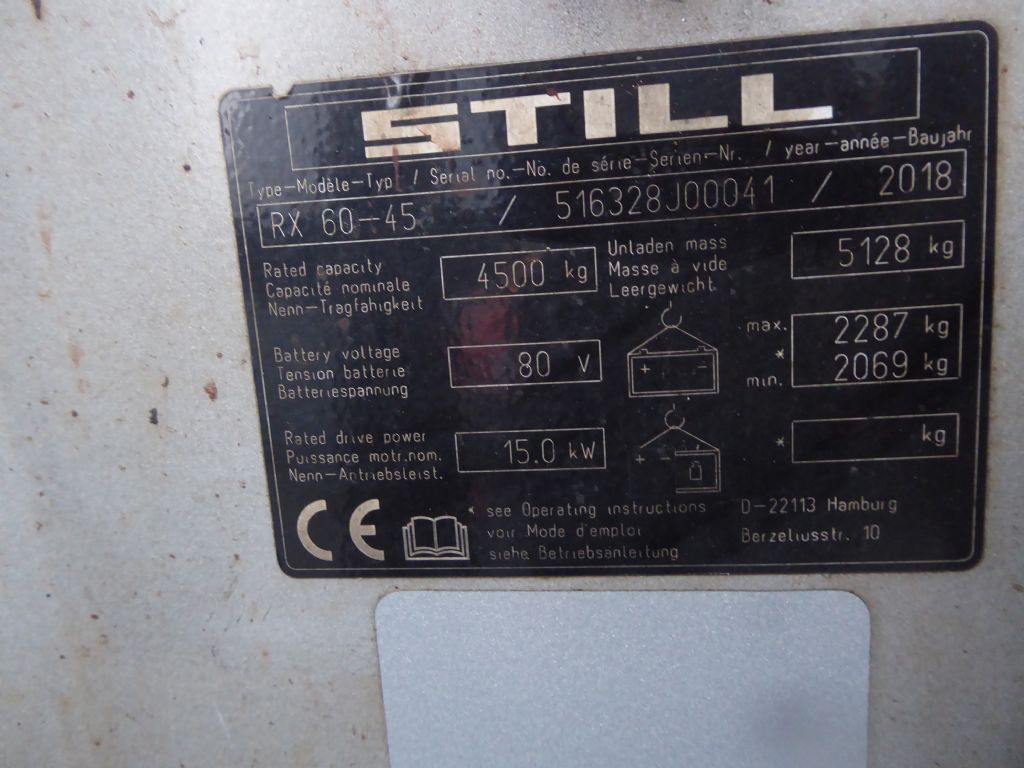 STILL
Type-Modèle-Typ / Serial no.-No. de série-Serien-Nr. / year-année-Baujahr
RX 60-45 / 516328J00041 / 2018
Rated capacity
Capacité nominale
Nenn-Tragfähigkeit
4500 kg
Unladen mass
Masse à vide
Leergewicht
5128 kg
Battery voltage
Tension batterie
Batteriespannung
80 V
+ -
max. 2287 kg
*
min. 2069 kg
Rated drive power
Puissance motr.nom.
Nenn-Antriebsleist.
15.0 kW
+ -
* kg
CE
* see Operating instructions
voir Mode d'emploi
siehe Betriebsanleitung
D-22113 Hamburg
Berzeliusstr. 10